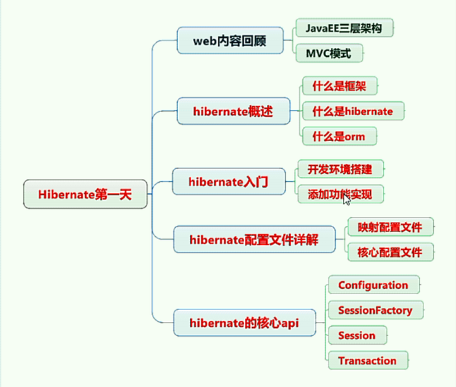 web内容回顾
JavaEE三层架构
MVC模式
hibernate概述
什么是框架
什么是hibernate
什么是orm
Hibernate第一天
hibernate入门
开发环境搭建
添加功能实现
hibernate配置文件详解
映射配置文件
核心配置文件
hibernate的核心api
Configuration
SessionFactory
Session
Transaction